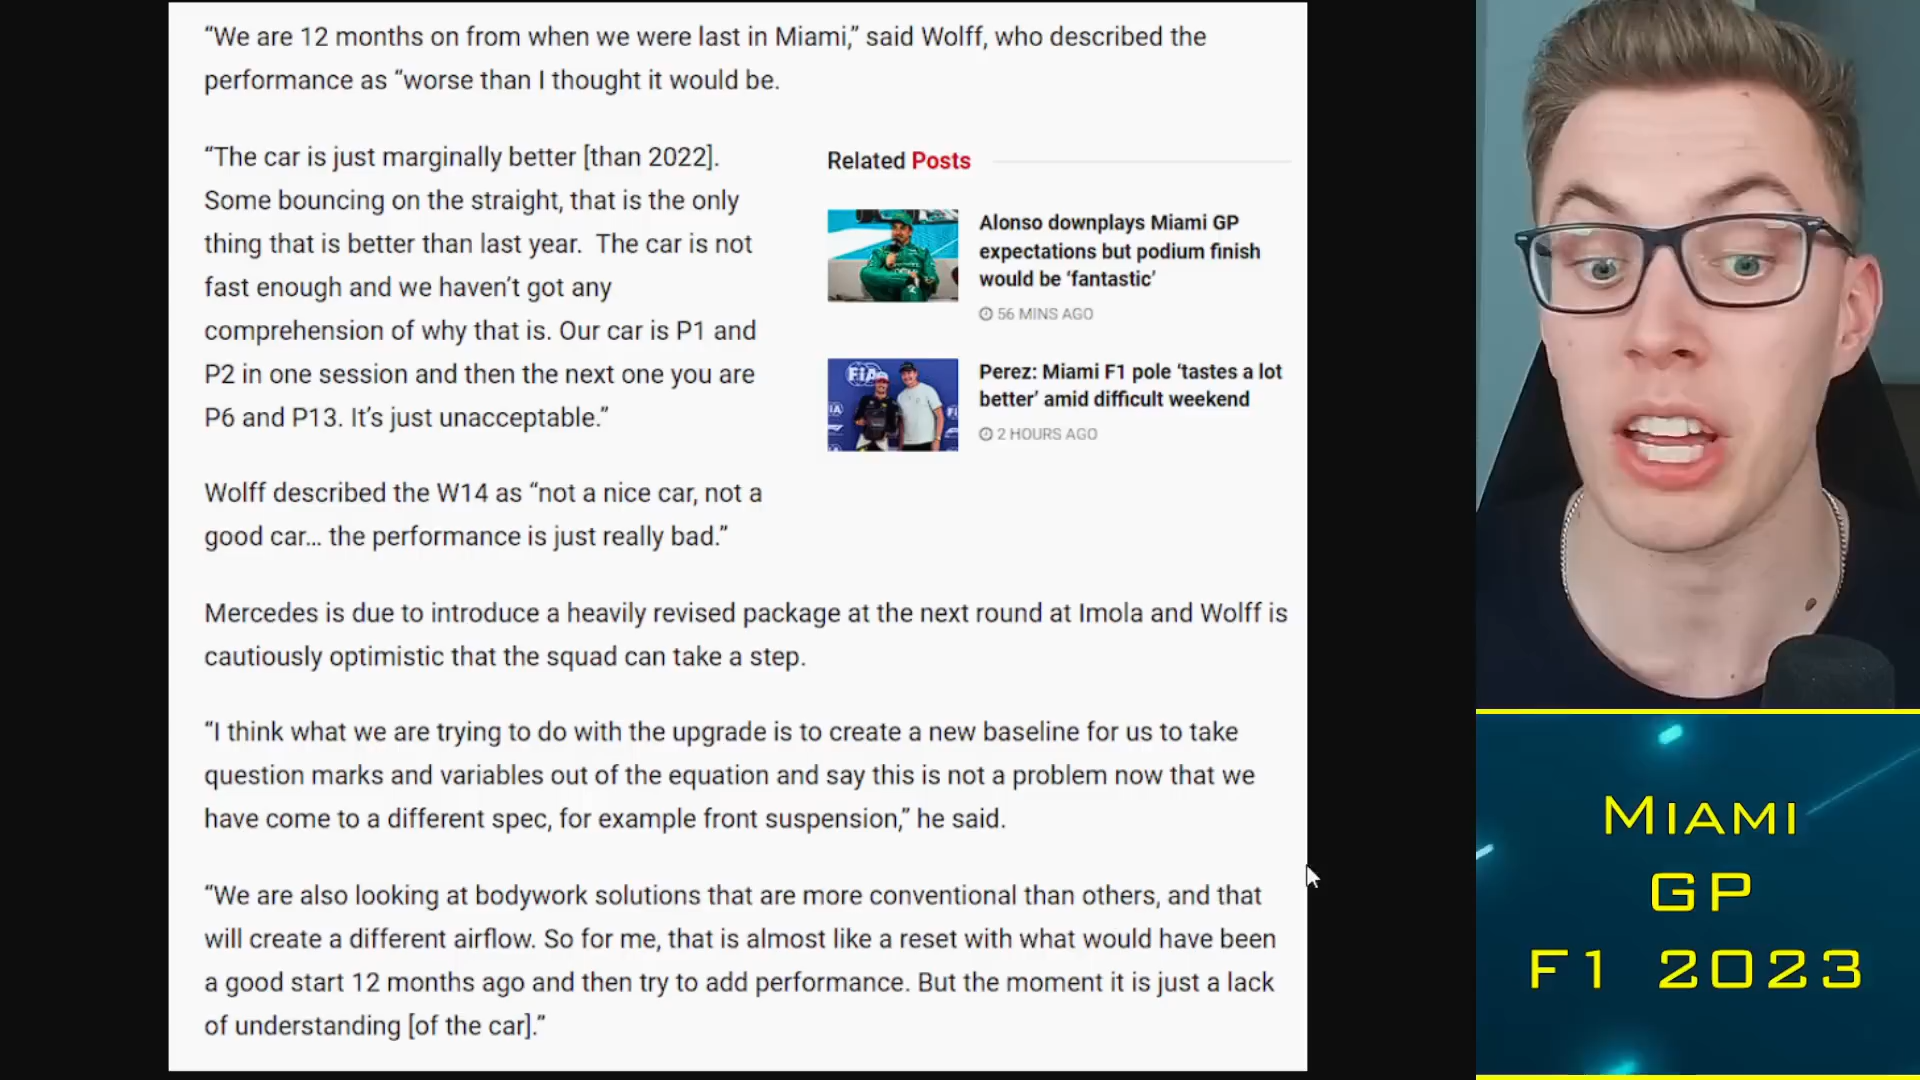 “We are 12 months on from when we were last in Miami,” said Wolff, who described the
performance as “worse than I thought it would be.
“The car is just marginally better [than 2022].
Some bouncing on the straight, that is the only
thing that is better than last year.  The car is not
fast enough and we haven’t got any
comprehension of why that is. Our car is P1 and
P2 in one session and then the next one you are
P6 and P13. It’s just unacceptable.”
Related Posts
Alonso downplays Miami GP
expectations but podium finish
would be ‘fantastic’
56 MINS AGO
FIA
Perez: Miami F1 pole ‘tastes a lot
better’ amid difficult weekend
2 HOURS AGO
Wolff described the W14 as “not a nice car, not a
good car… the performance is just really bad.”
Mercedes is due to introduce a heavily revised package at the next round at Imola and Wolff is
cautiously optimistic that the squad can take a step.
“I think what we are trying to do with the upgrade is to create a new baseline for us to take
question marks and variables out of the equation and say this is not a problem now that we
have come to a different spec, for example front suspension,” he said.
“We are also looking at bodywork solutions that are more conventional than others, and that
will create a different airflow. So for me, that is almost like a reset with what would have been
a good start 12 months ago and then try to add performance. But the moment it is just a lack
of understanding [of the car].”
MIAMI
GP
F1 2023